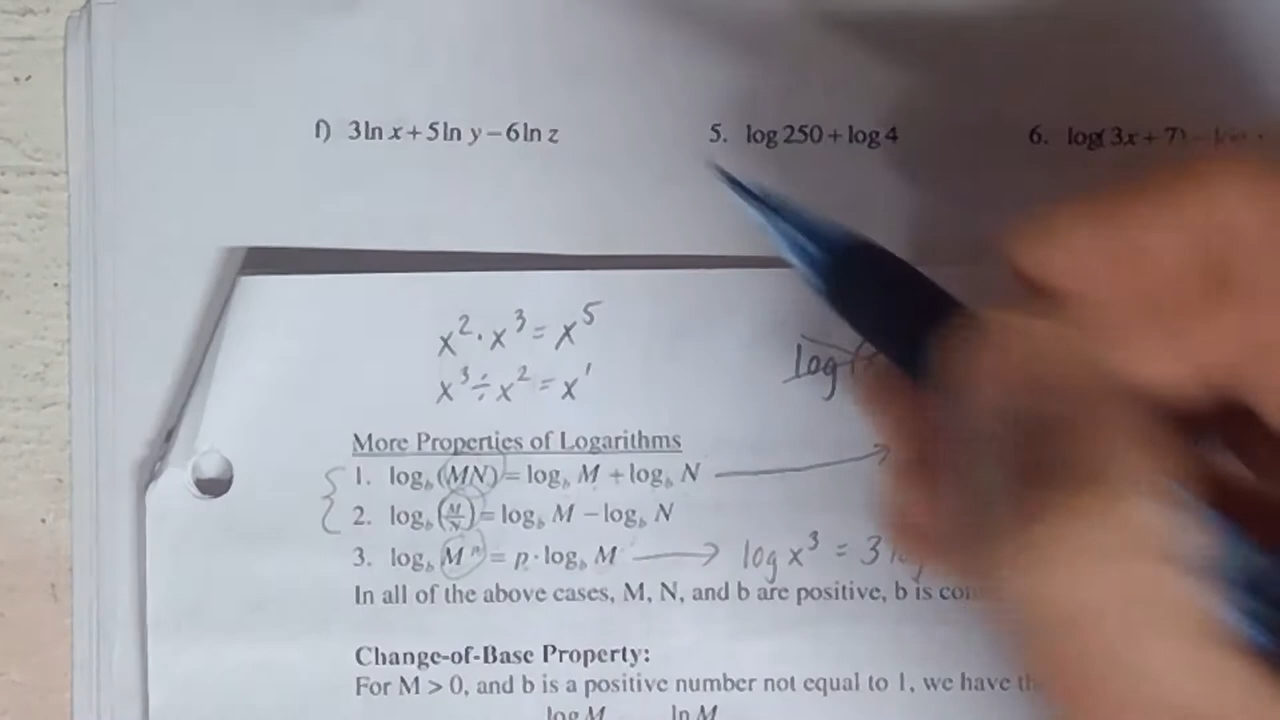 f) 3ln x + 5ln y − 6ln z
5. log 250 + log 4
6. log(3x + 7) −
x² · x³ = x⁵
x³ ÷ x² = x¹
log
More Properties of Logarithms
1. log_b (MN) = log_b M + log_b N →
2. log_b (M/N) = log_b M − log_b N
3. log_b M^p = p · log_b M → log x³ = 3
In all of the above cases, M, N, and b are positive, b is
Change-of-Base Property:
For M > 0, and b is a positive number not equal to 1, we have
log M ln M